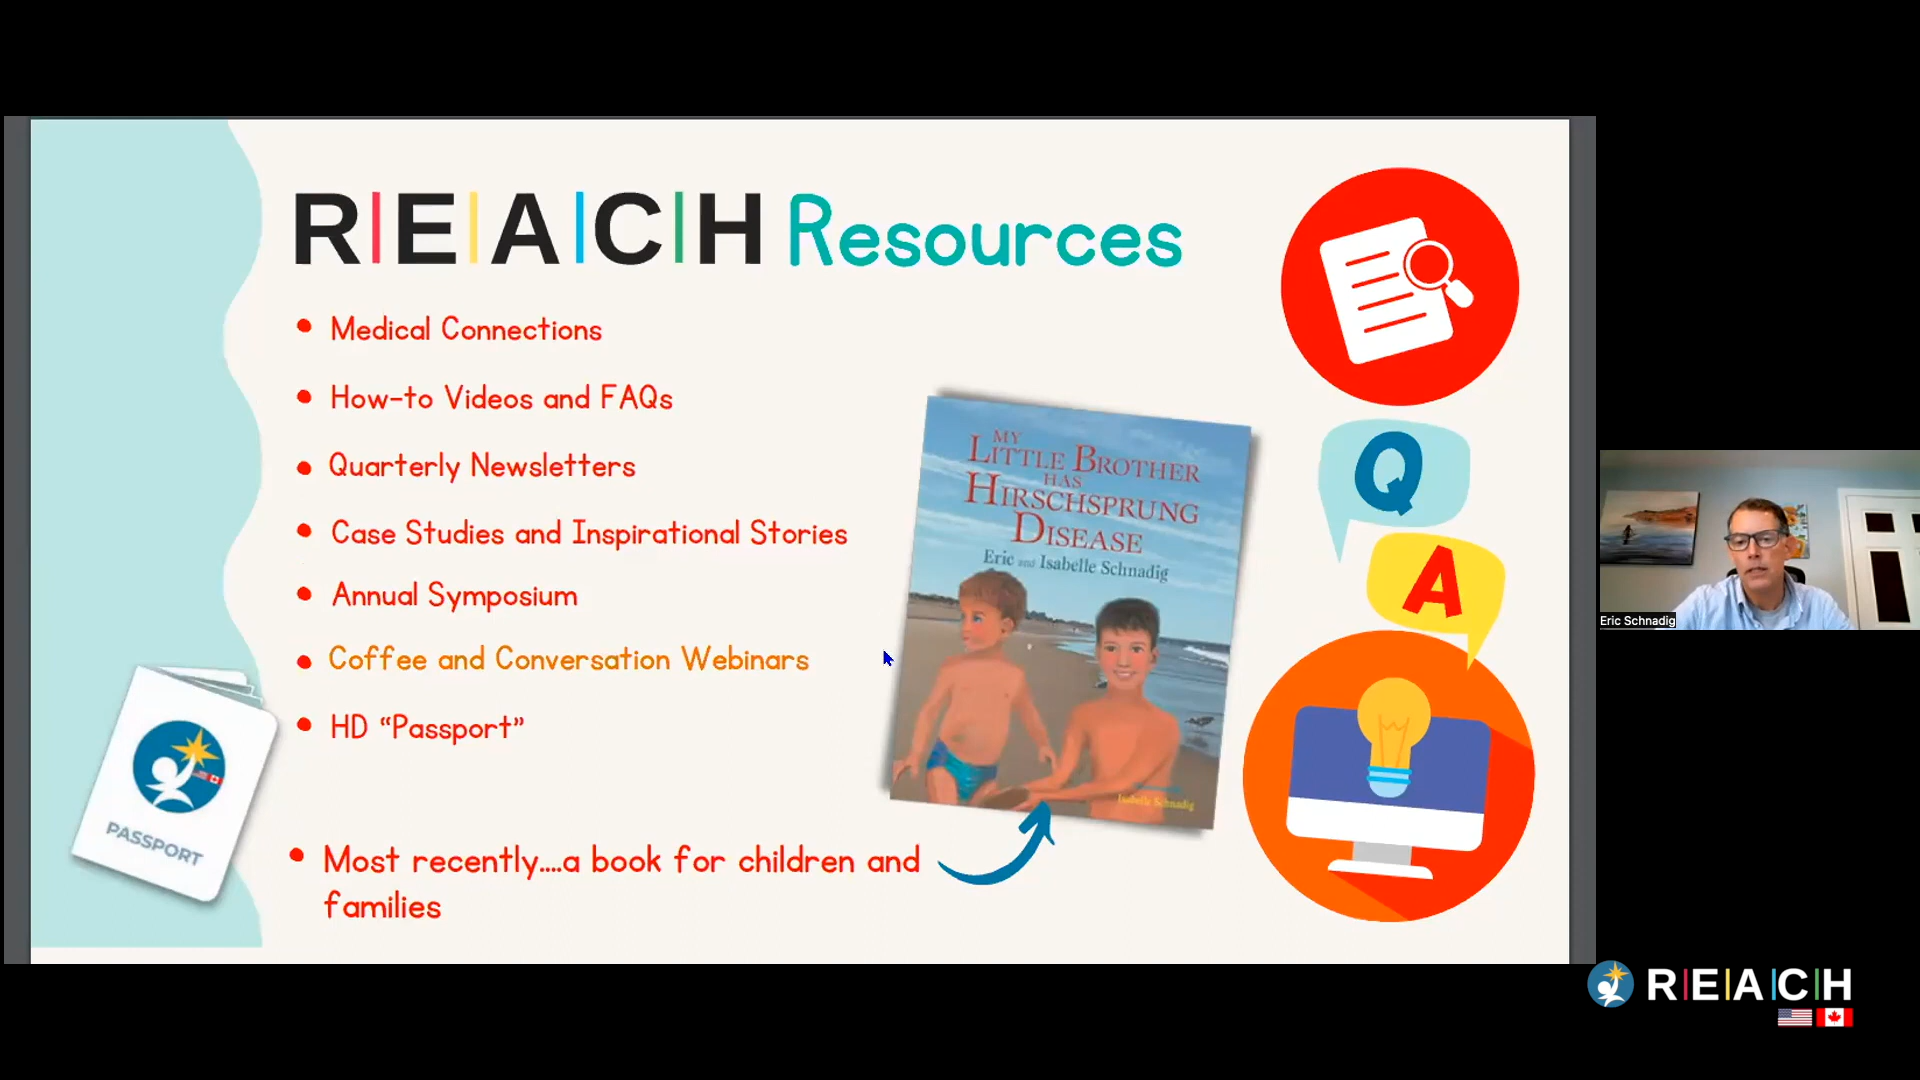 R|E|A|C|H Resources
• Medical Connections
• How-to Videos and FAQs
• Quarterly Newsletters
• Case Studies and Inspirational Stories
• Annual Symposium
• Coffee and Conversation Webinars
• HD “Passport”
• Most recently....a book for children and
families
PASSPORT
MY
LITTLE BROTHER
HAS
HIRSCHSPRUNG
DISEASE
Eric and Isabelle Schnadig
Isabelle Schnadig
Q
A
Eric Schnadig
R|E|A|C|H